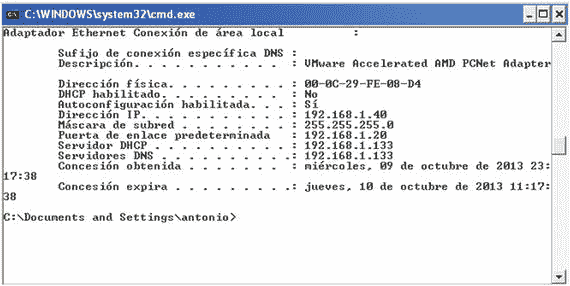 C:\WINDOWS\system32\cmd.exe
Adaptador Ethernet Conexión de área local          :
Sufijo de conexión específica DNS :
Descripción. . . . . . . . . . . : VMware Accelerated AMD PCNet Adapter
Dirección física. . . . . . . . . : 00-0C-29-FE-08-D4
DHCP habilitado. . . . . . . . . : No
Autoconfiguración habilitada. . . : Sí
Dirección IP. . . . . . . . . . . : 192.168.1.40
Máscara de subred . . . . . . . . : 255.255.255.0
Puerta de enlace predeterminada   : 192.168.1.20
Servidor DHCP . . . . . . . . . . : 192.168.1.133
Servidores DNS . . . . . . . . . .: 192.168.1.133
Concesión obtenida . . . . . . . : miércoles, 09 de octubre de 2013 23:
17:38
Concesión expira . . . . . . . . .: jueves, 10 de octubre de 2013 11:17:
38
C:\Documents and Settings\antonio>